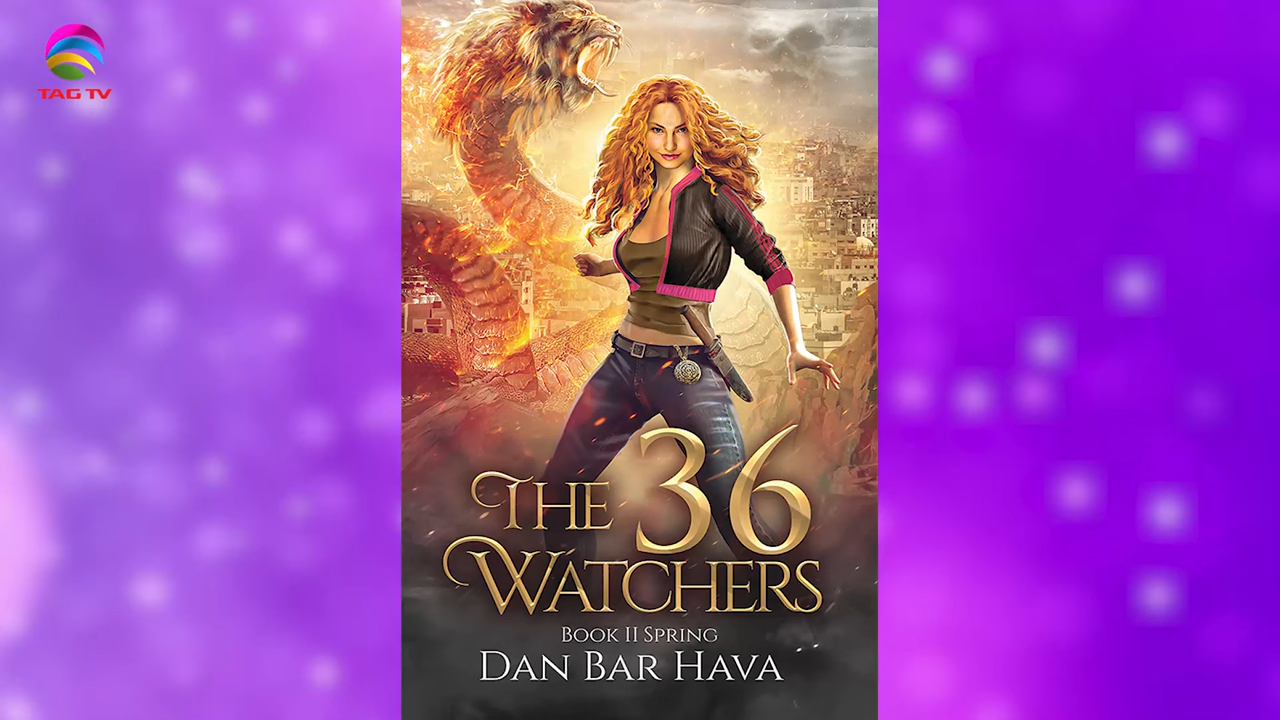 TAG TV
THE 36
WATCHERS
BOOK II SPRING
DAN BAR HAVA